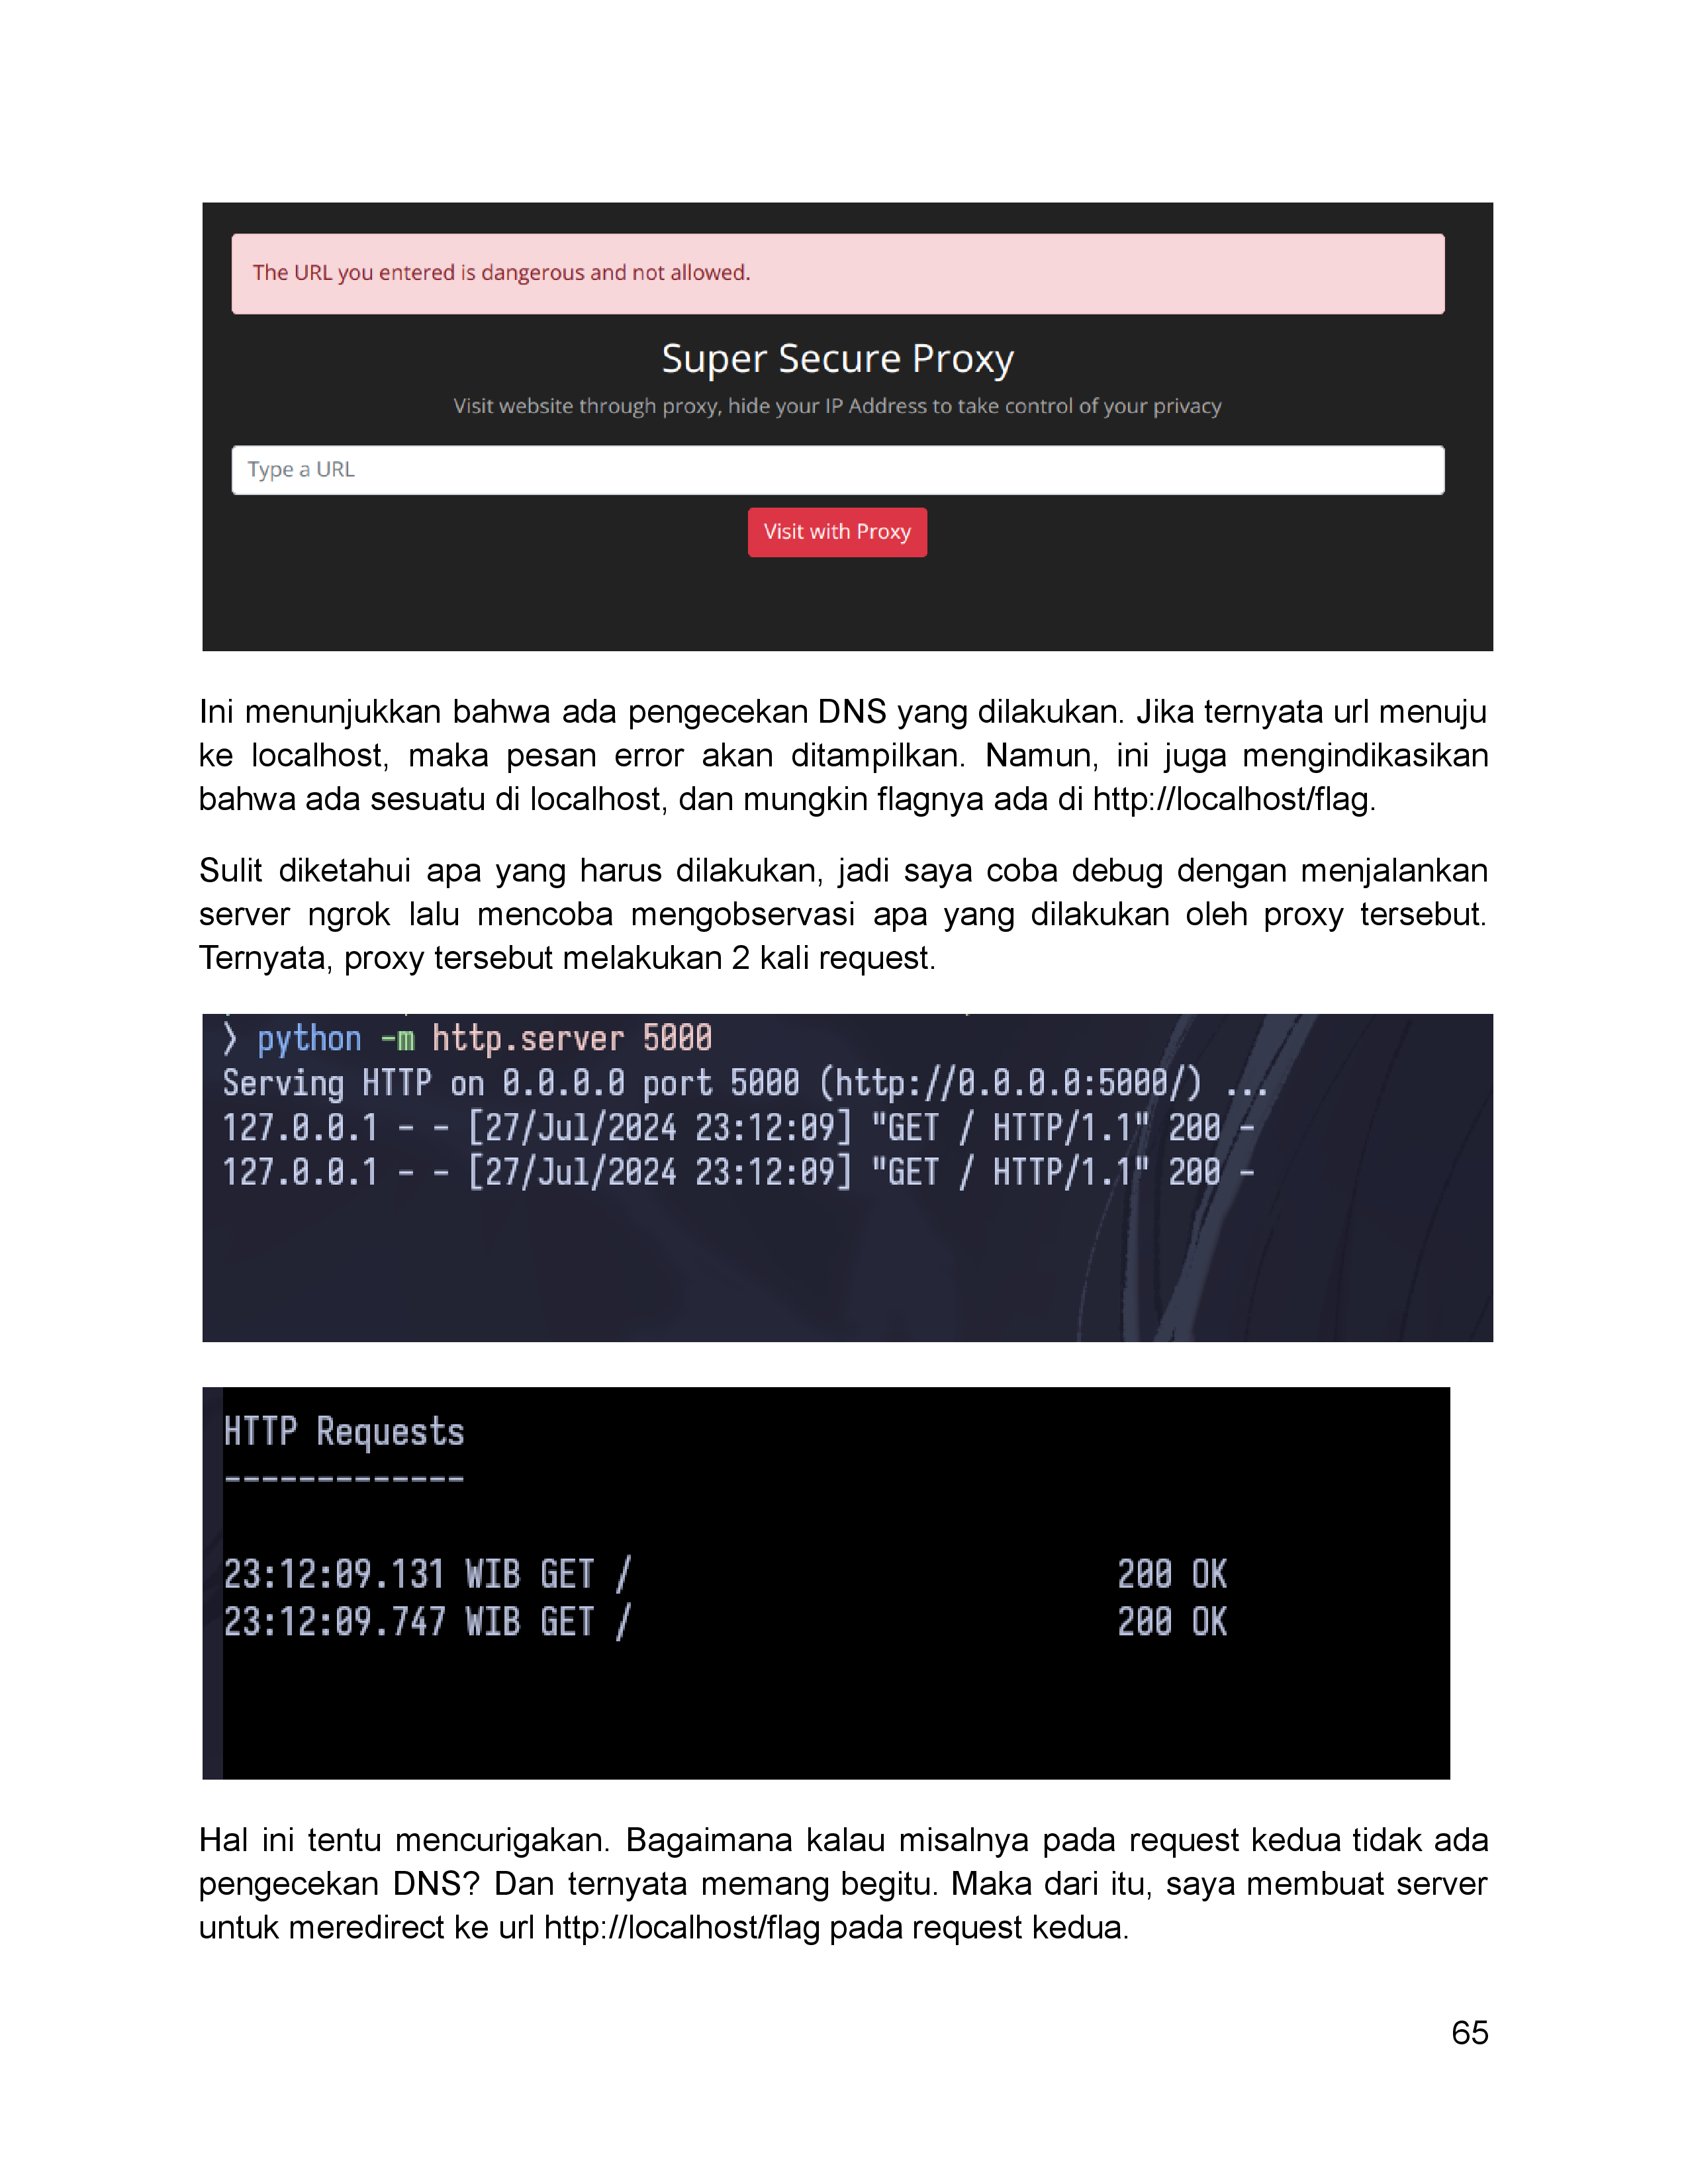 The URL you entered is dangerous and not allowed.
Super Secure Proxy
Visit website through proxy, hide your IP Address to take control of your privacy
Type a URL
Visit with Proxy
Ini menunjukkan bahwa ada pengecekan DNS yang dilakukan. Jika ternyata url menuju
ke localhost, maka pesan error akan ditampilkan. Namun, ini juga mengindikasikan
bahwa ada sesuatu di localhost, dan mungkin flagnya ada di http://localhost/flag.
Sulit diketahui apa yang harus dilakukan, jadi saya coba debug dengan menjalankan
server ngrok lalu mencoba mengobservasi apa yang dilakukan oleh proxy tersebut.
Ternyata, proxy tersebut melakukan 2 kali request.
❯ python -m http.server 5000
Serving HTTP on 0.0.0.0 port 5000 (http://0.0.0.0:5000/) ...
127.0.0.1 - - [27/Jul/2024 23:12:09] "GET / HTTP/1.1" 200 -
127.0.0.1 - - [27/Jul/2024 23:12:09] "GET / HTTP/1.1" 200 -
HTTP Requests
-------------
23:12:09.131 WIB GET / 200 OK
23:12:09.747 WIB GET / 200 OK
Hal ini tentu mencurigakan. Bagaimana kalau misalnya pada request kedua tidak ada
pengecekan DNS? Dan ternyata memang begitu. Maka dari itu, saya membuat server
untuk meredirect ke url http://localhost/flag pada request kedua.
65